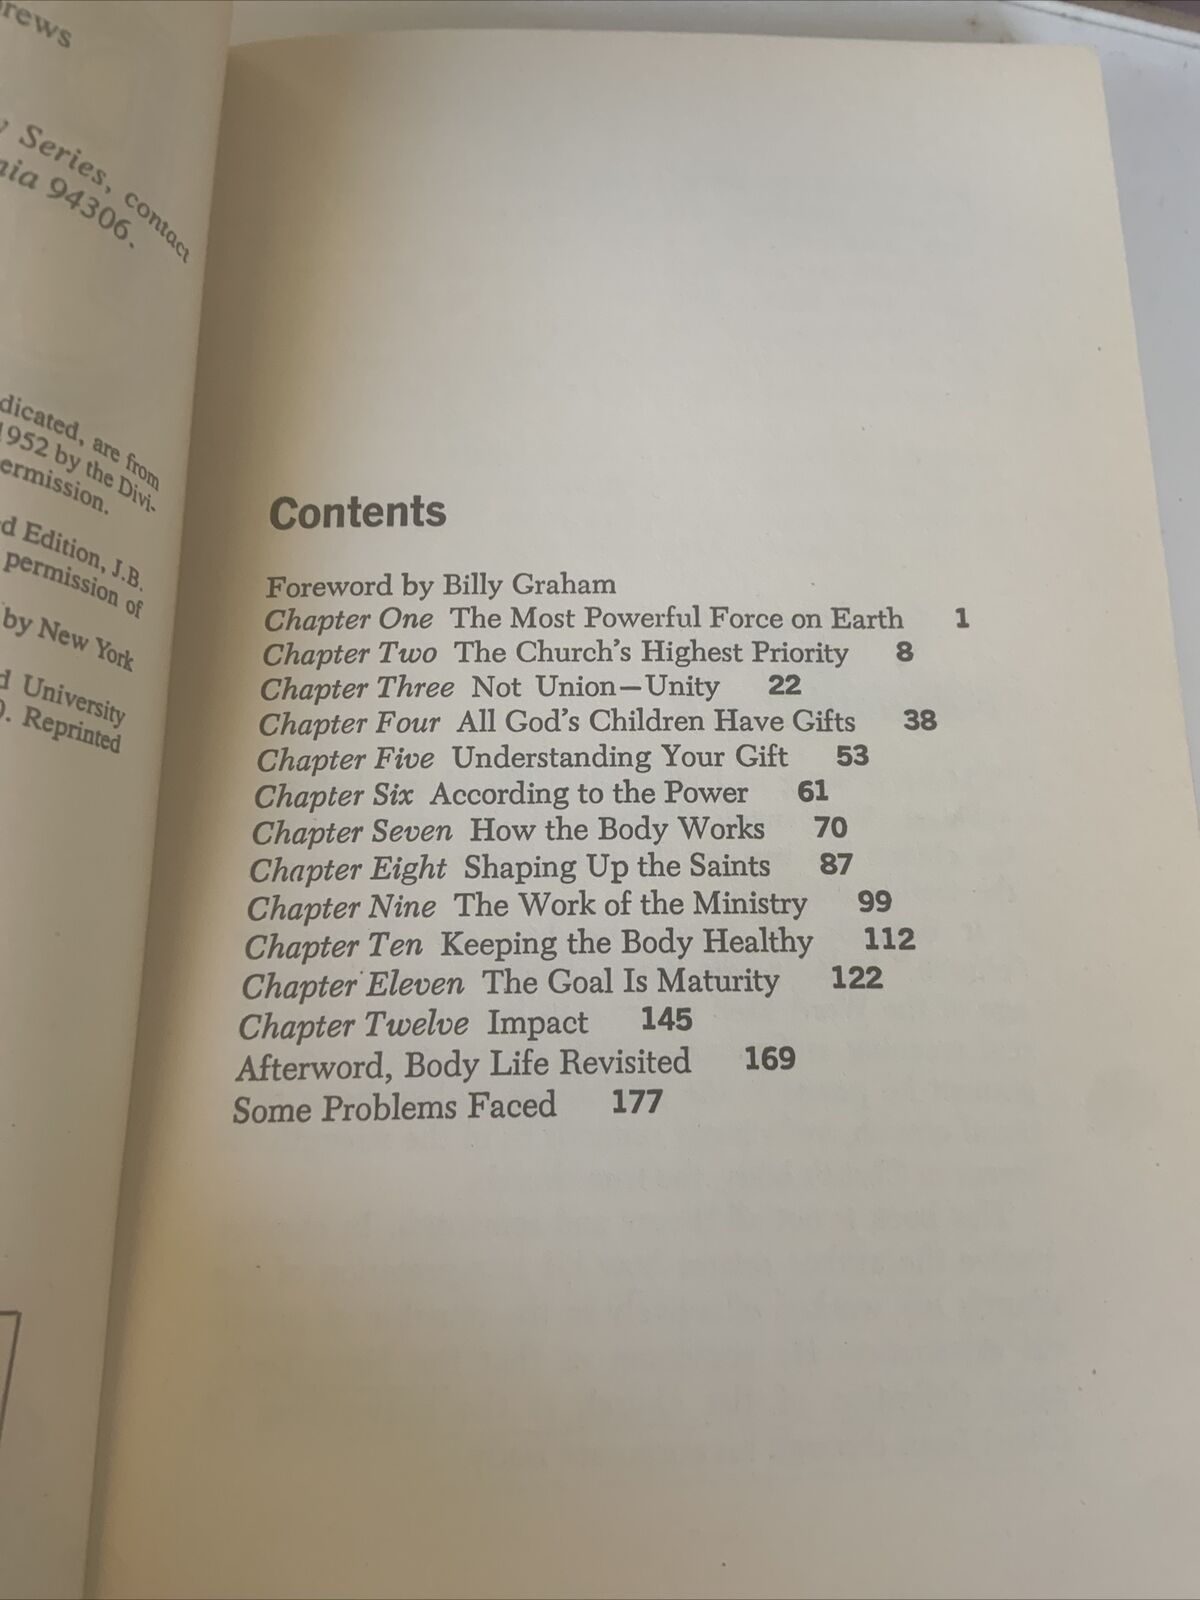 Series, contact
94306.
dicated, are from
1952 by the Divi-
ermission.
d Edition, J.B.
permission of
by New York
d University
Reprinted
Contents
Foreword by Billy Graham
Chapter One The Most Powerful Force on Earth 1
Chapter Two The Church's Highest Priority 8
Chapter Three Not Union—Unity 22
Chapter Four All God's Children Have Gifts 38
Chapter Five Understanding Your Gift 53
Chapter Six According to the Power 61
Chapter Seven How the Body Works 70
Chapter Eight Shaping Up the Saints 87
Chapter Nine The Work of the Ministry 99
Chapter Ten Keeping the Body Healthy 112
Chapter Eleven The Goal Is Maturity 122
Chapter Twelve Impact 145
Afterword, Body Life Revisited 169
Some Problems Faced 177